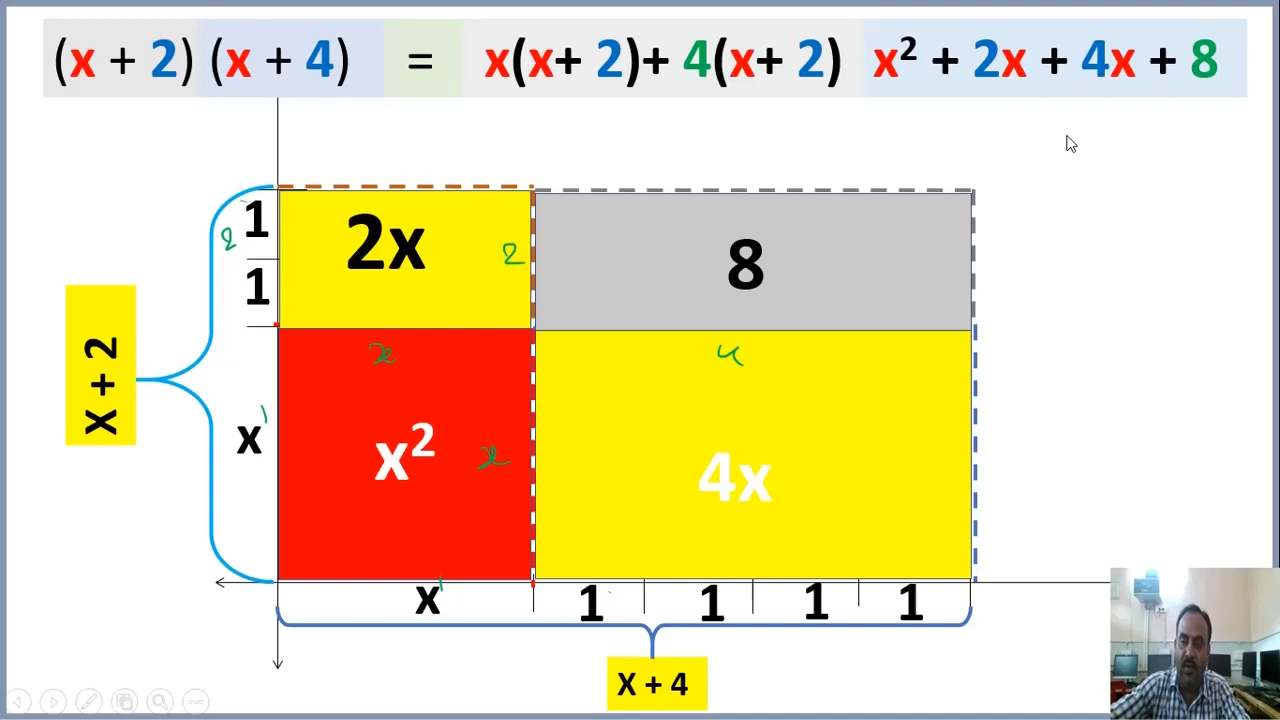 (x + 2) (x + 4) = x(x+ 2)+ 4(x+ 2) x² + 2x + 4x + 8
1
2
1
2x
2
8
X + 2
x
x
x²
x
4
4x
x
1 1 1 1
X + 4